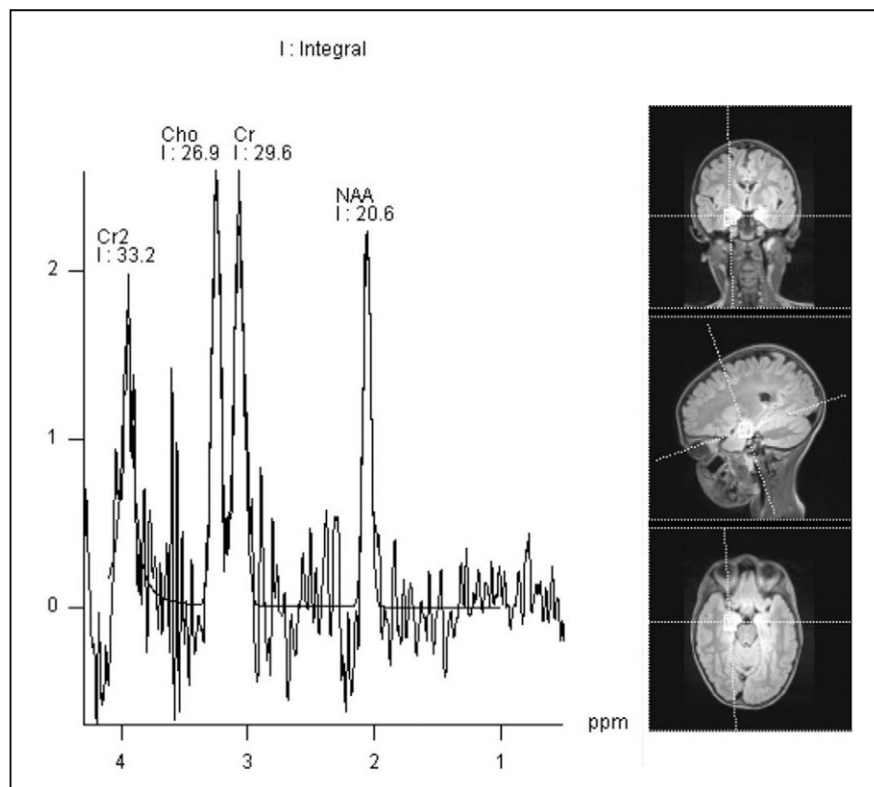 I : Integral
Cho
I : 26.9
Cr
I : 29.6
NAA
I : 20.6
Cr2
I : 33.2
2
1
0
ppm
4
3
2
1